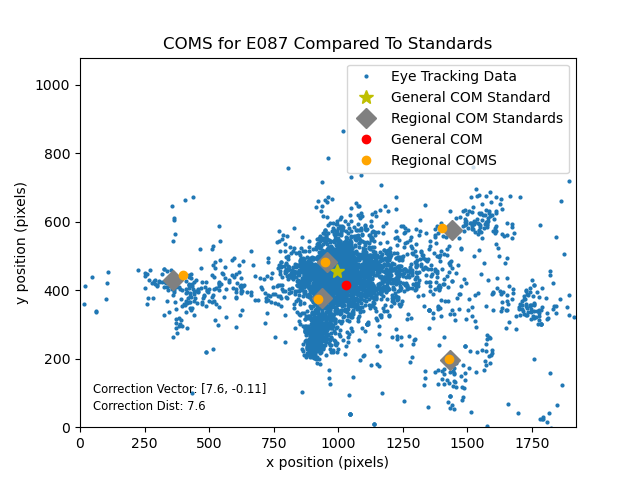 COMS for E087 Compared To Standards
Eye Tracking Data
General COM Standard
Regional COM Standards
General COM
Regional COMS
y position (pixels)
1000
800
600
400
200
0
Correction Vector: [7.6, -0.11]
Correction Dist: 7.6
0 250 500 750 1000 1250 1500 1750
x position (pixels)